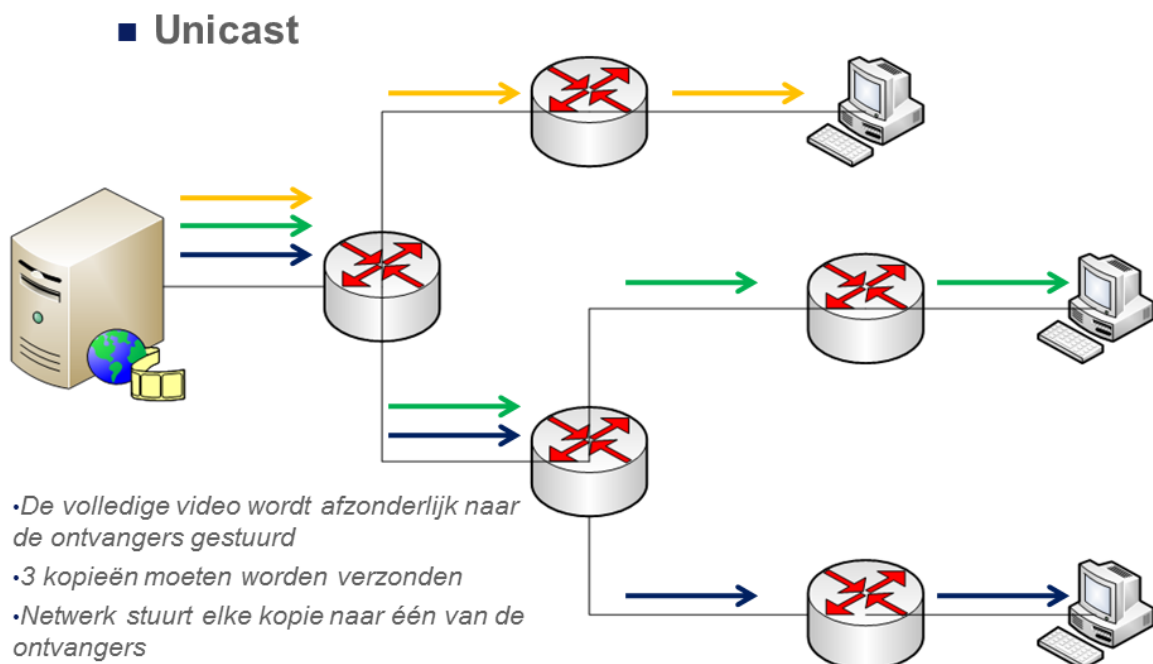 ■ Unicast
•De volledige video wordt afzonderlijk naar
de ontvangers gestuurd
•3 kopieën moeten worden verzonden
•Netwerk stuurt elke kopie naar één van de
ontvangers